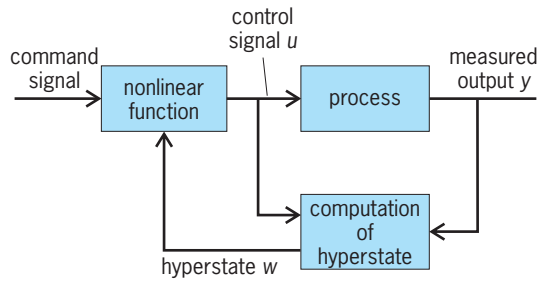 control
signal u
command
signal
measured
output y
nonlinear
function
process
computation
of
hyperstate
hyperstate w